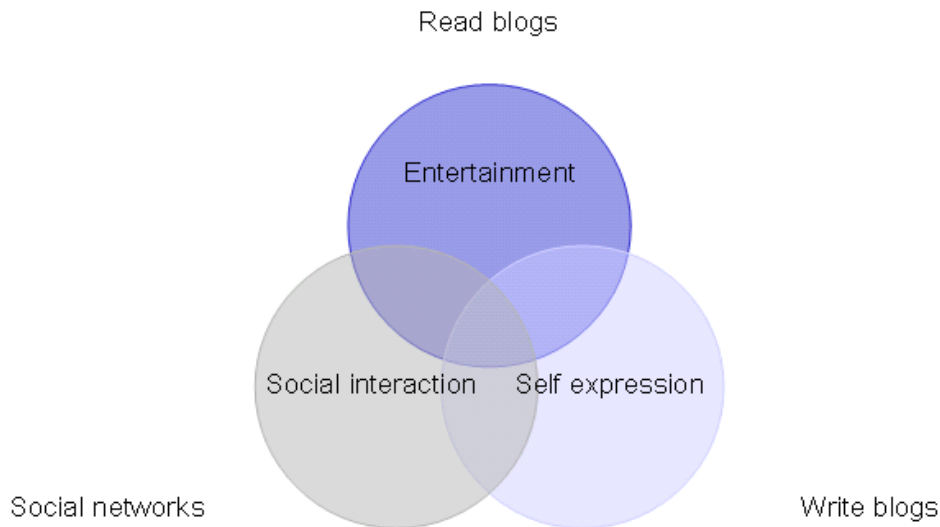 Read blogs
Entertainment
Social interaction
Self expression
Social networks
Write blogs